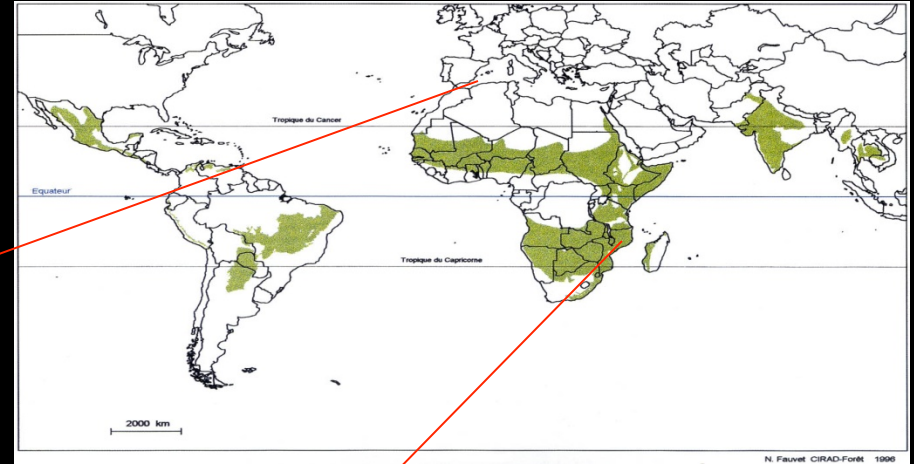 Tropique du Cancer
Equateur
Tropique du Capricorne
2000 km
N. Fauvet CIRAD-Forêt 1996